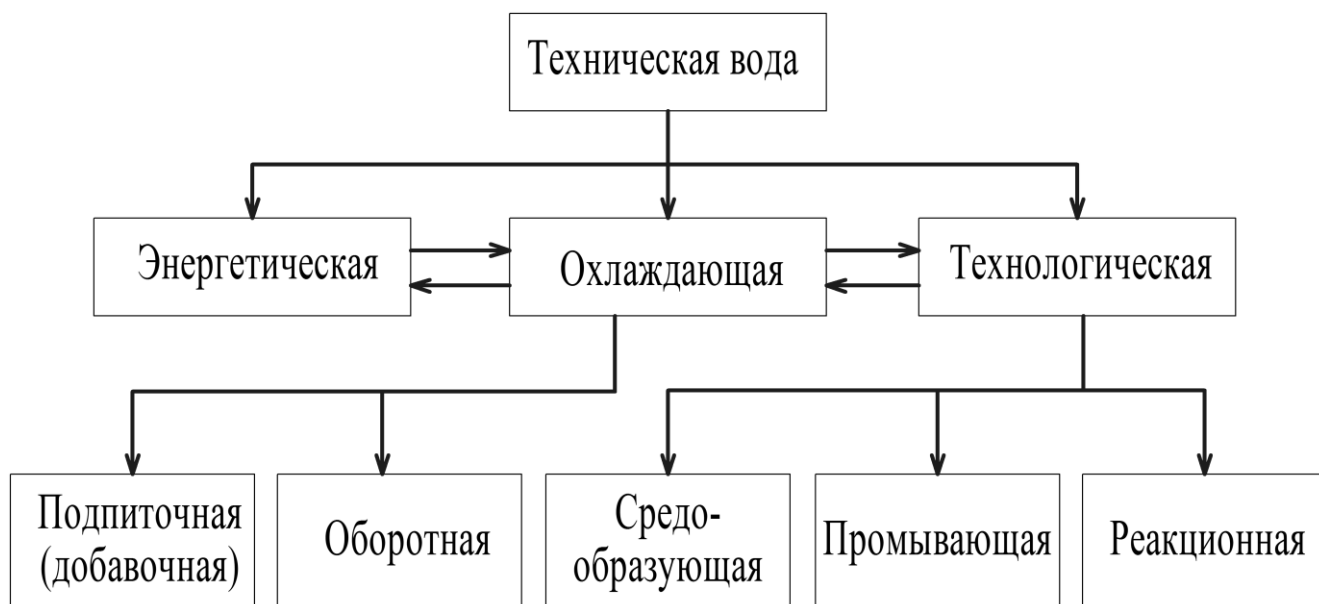 Техническая вода
Энергетическая
Охлаждающая
Технологическая
Подпиточная
(добавочная)
Оборотная
Средо-
образующая
Промывающая
Реакционная